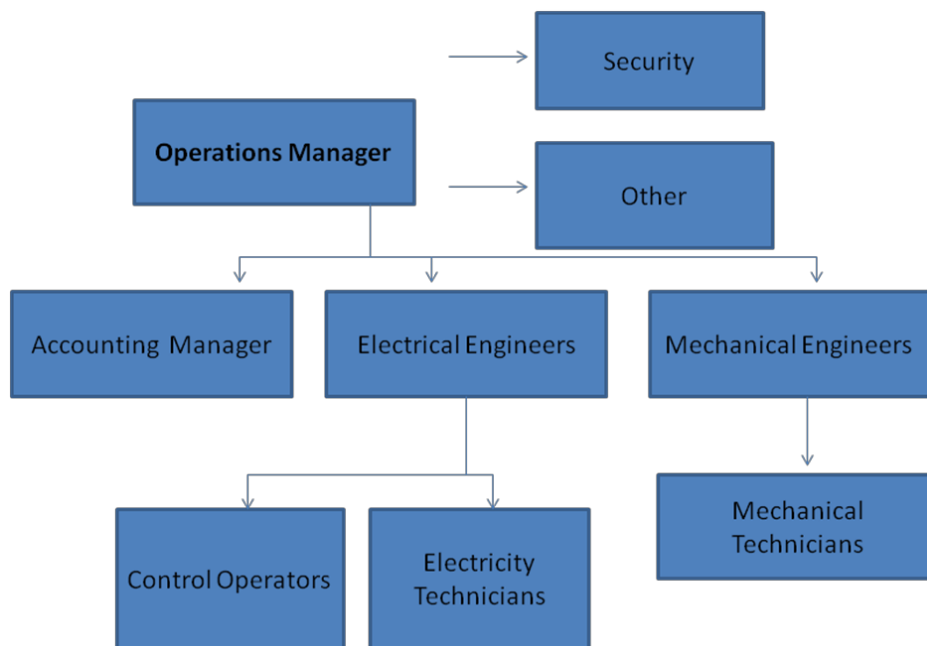 Security
Operations Manager
Other
Accounting Manager
Electrical Engineers
Mechanical Engineers
Control Operators
Electricity
Technicians
Mechanical
Technicians